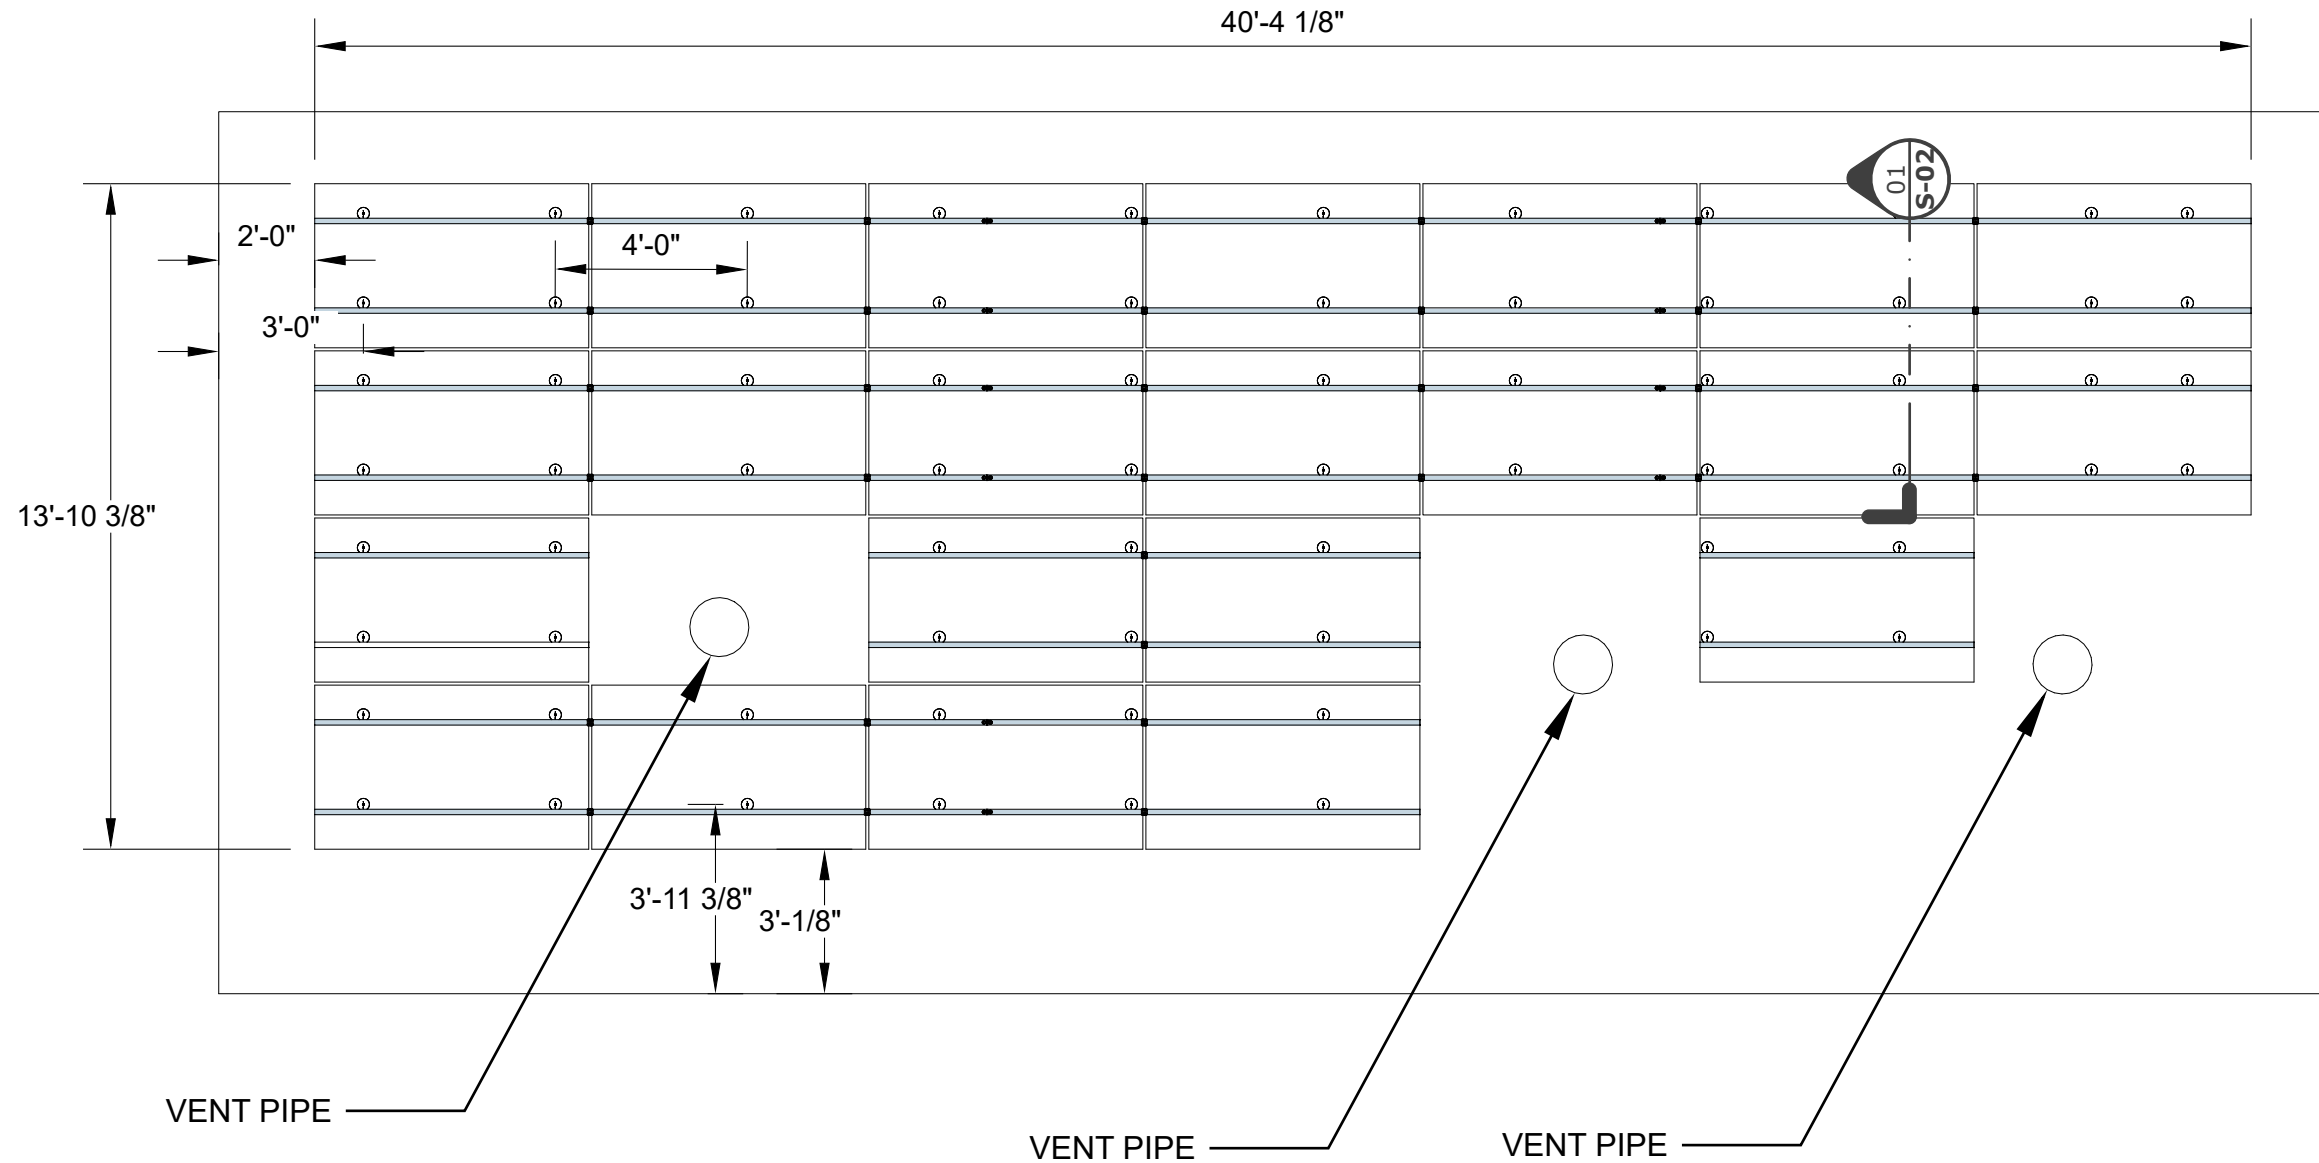 40'-4 1/8"
01
S-02
2'-0"
4'-0"
3'-0"
13'-10 3/8"
3'-11 3/8"
3'-1/8"
VENT PIPE
VENT PIPE
VENT PIPE